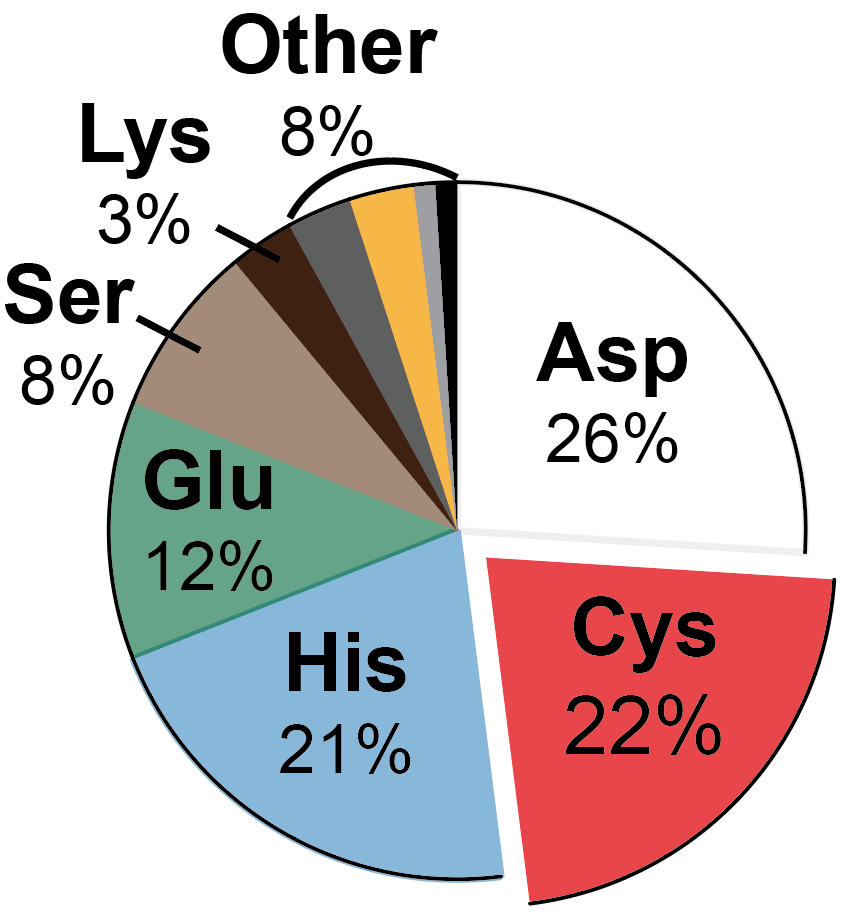 Other
8%
Lys
3%
Ser
8%
Asp
26%
Glu
12%
Cys
22%
His
21%